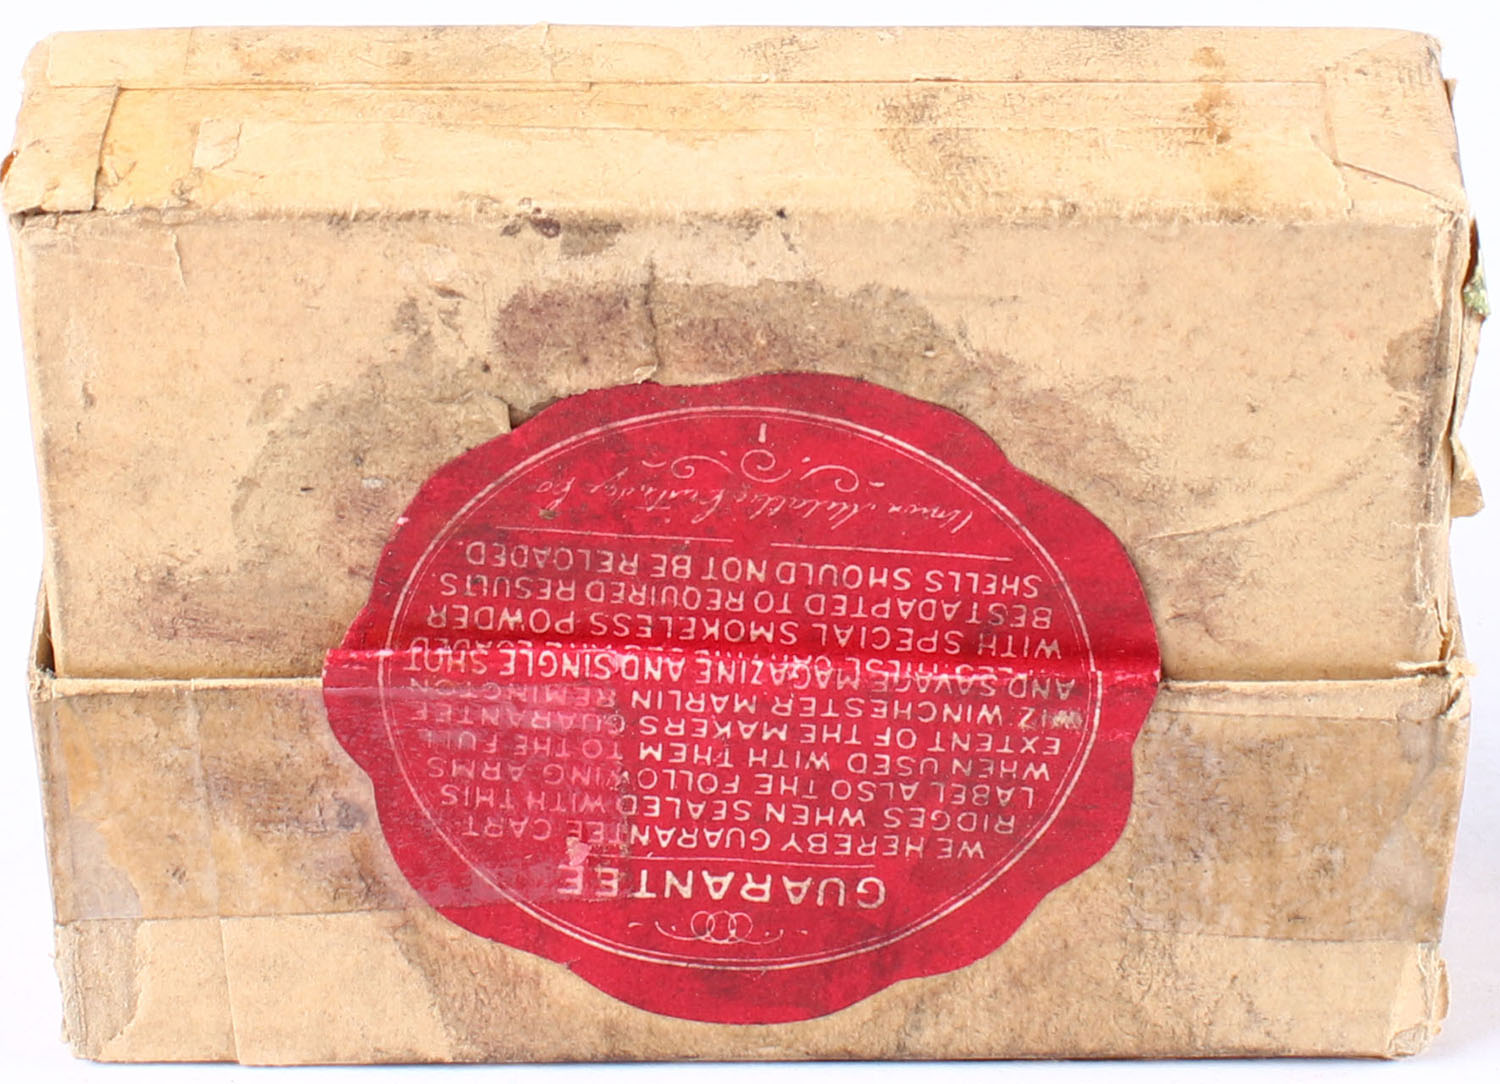 GUARANTEE
WE HEREBY GUARANTEE CART-
RIDGES WHEN SEALED WITH THIS
LABEL ALSO THE FOLLOWING ARMS
WHEN USED WITH THEM TO THE FULL
EXTENT OF THE MAKERS GUARANTEE
VIZ WINCHESTER MARLIN REMINGTON
AND SAVAGE MAGAZINE AND SINGLE SHOT
WITH SPECIAL SMOKELESS POWDER
BEST ADAPTED TO REQUIRED RESULTS.
SHELLS SHOULD NOT BE RELOADED.
Union Metallic Cartridge Co